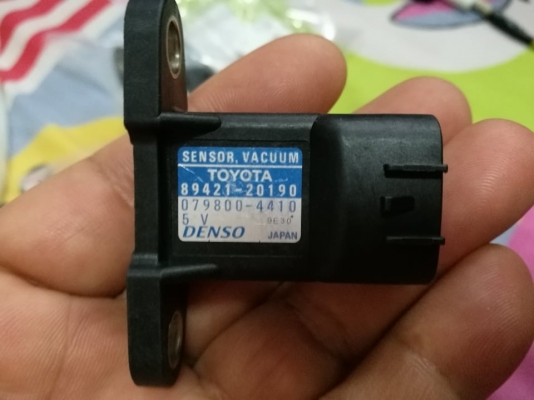 SENSOR, VACUUM
TOYOTA
89421-20190
079800-4410
5 V
DENSO JAPAN